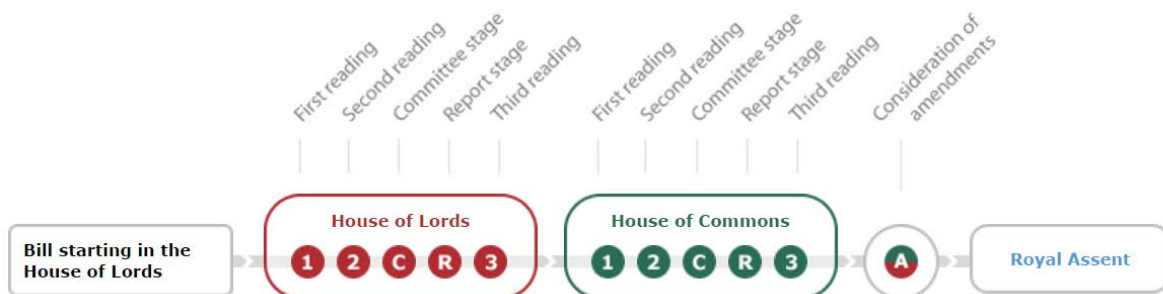 First reading
Second reading
Committee stage
Report stage
Third reading
First reading
Second reading
Committee stage
Report stage
Third reading
Consideration of
amendments
Bill starting in the
House of Lords
House of Lords
1 2 C R 3
House of Commons
1 2 C R 3
A
Royal Assent